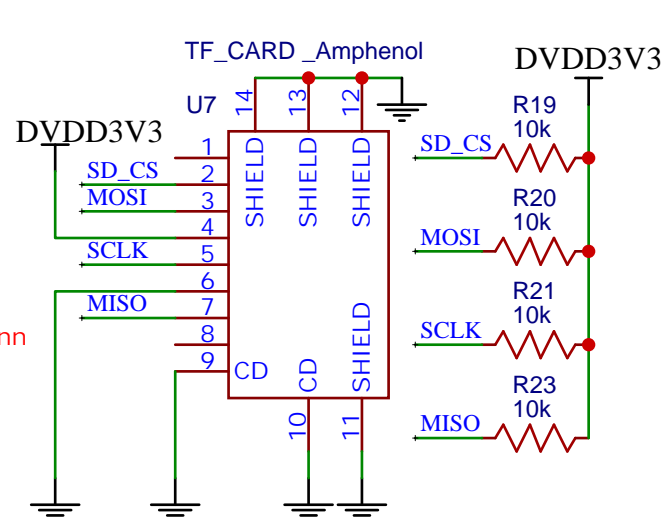 TF_CARD _Amphenol
DVDD3V3
U7
14
13
12
R19
10k
DVDD3V3
SD_CS
1
SD_CS
2
MOSI
3
4
SCLK
5
6
MISO
7
8
9
CD
SHIELD
SHIELD
SHIELD
SHIELD
CD
10
11
R20
10k
MOSI
R21
10k
SCLK
R23
10k
MISO
nn